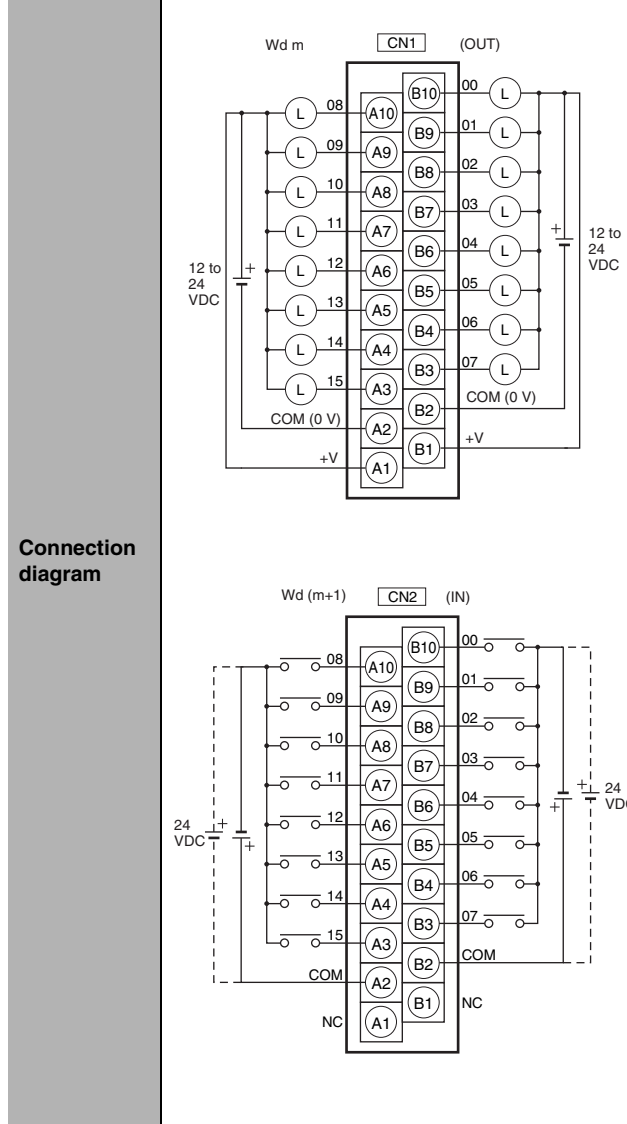 Connection
diagram
Wd m CN1 (OUT)
B10 00 L
L 08 A10
B9 01 L
L 09 A9
B8 02 L
L 10 A8
B7 03 L
L 11 A7
B6 04 L
L 12 A6
B5 05 L
L 13 A5
B4 06 L
L 14 A4
B3 07 L
L 15 A3
B2 COM (0 V)
COM (0 V) A2
B1 +V
+V A1
12 to
24
VDC
+
+
12 to
24
VDC
Wd (m+1) CN2 (IN)
B10 00
08 A10
B9 01
09 A9
B8 02
10 A8
B7 03
11 A7
B6 04
12 A6
B5 05
13 A5
B4 06
14 A4
B3 07
15 A3
B2 COM
COM A2
B1 NC
NC A1
24
VDC
+
+
+
+
24
VDC